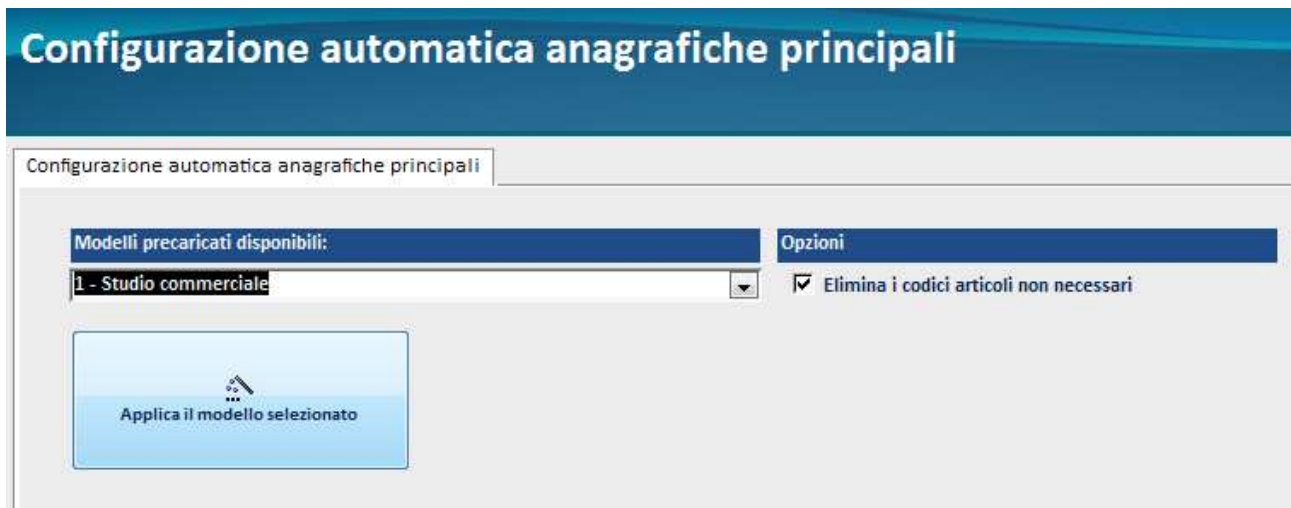 Configurazione automatica anagrafiche principali
Configurazione automatica anagrafiche principali
Modelli precaricati disponibili:
Opzioni
1 - Studio commerciale
Elimina i codici articoli non necessari
Applica il modello selezionato